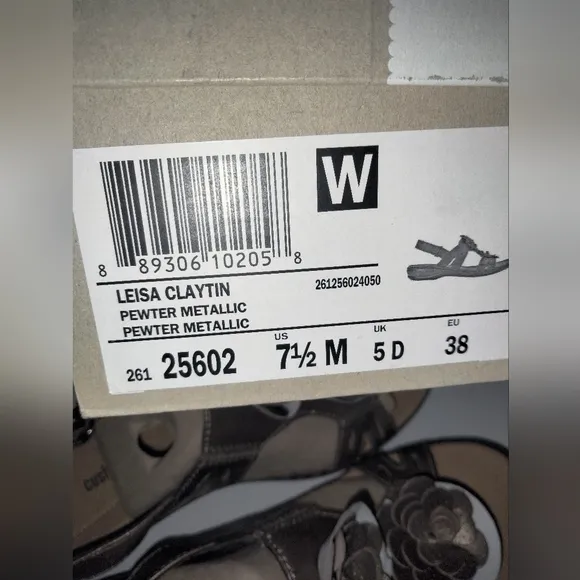 W
8 89306 10205 8
LEISA CLAYTIN
261256024050
PEWTER METALLIC
PEWTER METALLIC
261 25602
US 7½ M
UK 5 D
EU 38
cush